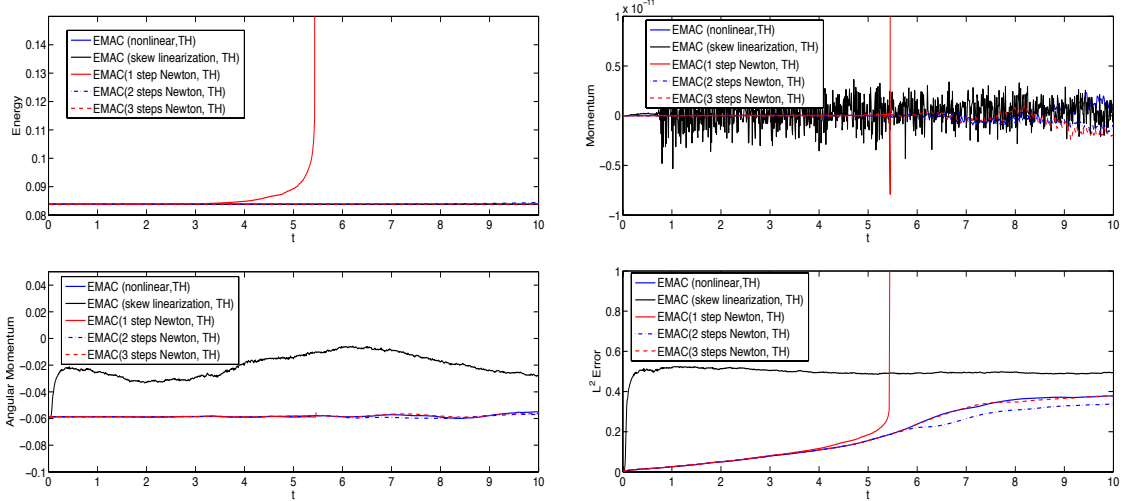 0.14
0.13
0.12
0.11
0.1
0.09
0.08
Energy
EMAC (nonlinear,TH)
EMAC (skew linearization, TH)
EMAC(1 step Newton, TH)
EMAC(2 steps Newton, TH)
EMAC(3 steps Newton, TH)
0 1 2 3 4 5 6 7 8 9 10
t
1 x 10^-11
0.5
0
−0.5
−1
Momentum
EMAC (nonlinear,TH)
EMAC (skew linearization, TH)
EMAC(1 step Newton, TH)
EMAC(2 steps Newton, TH)
EMAC(3 steps Newton, TH)
0 1 2 3 4 5 6 7 8 9 10
t
0.04
0.02
0
−0.02
−0.04
−0.06
−0.08
−0.1
Angular Momentum
EMAC (nonlinear,TH)
EMAC (skew linearization, TH)
EMAC(1 step Newton, TH)
EMAC(2 steps Newton, TH)
EMAC(3 steps Newton, TH)
0 1 2 3 4 5 6 7 8 9 10
t
1
0.8
0.6
0.4
0.2
0
L² Error
EMAC (nonlinear,TH)
EMAC (skew linearization, TH)
EMAC(1 step Newton, TH)
EMAC(2 steps Newton, TH)
EMAC(3 steps Newton, TH)
0 1 2 3 4 5 6 7 8 9 10
t